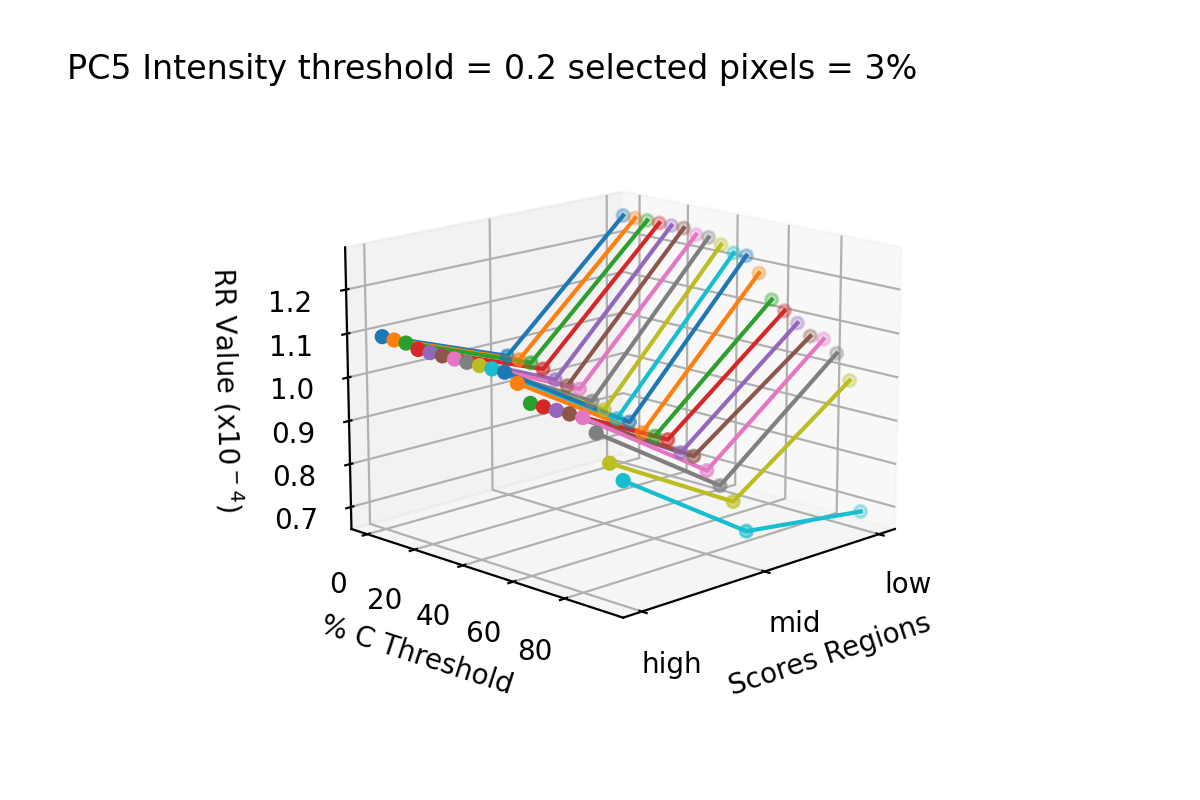 PC5 Intensity threshold = 0.2 selected pixels = 3%
RR Value (x10⁻⁴)
1.2
1.1
1.0
0.9
0.8
0.7
0
20
40
60
80
% C Threshold
high
mid
low
Scores Regions